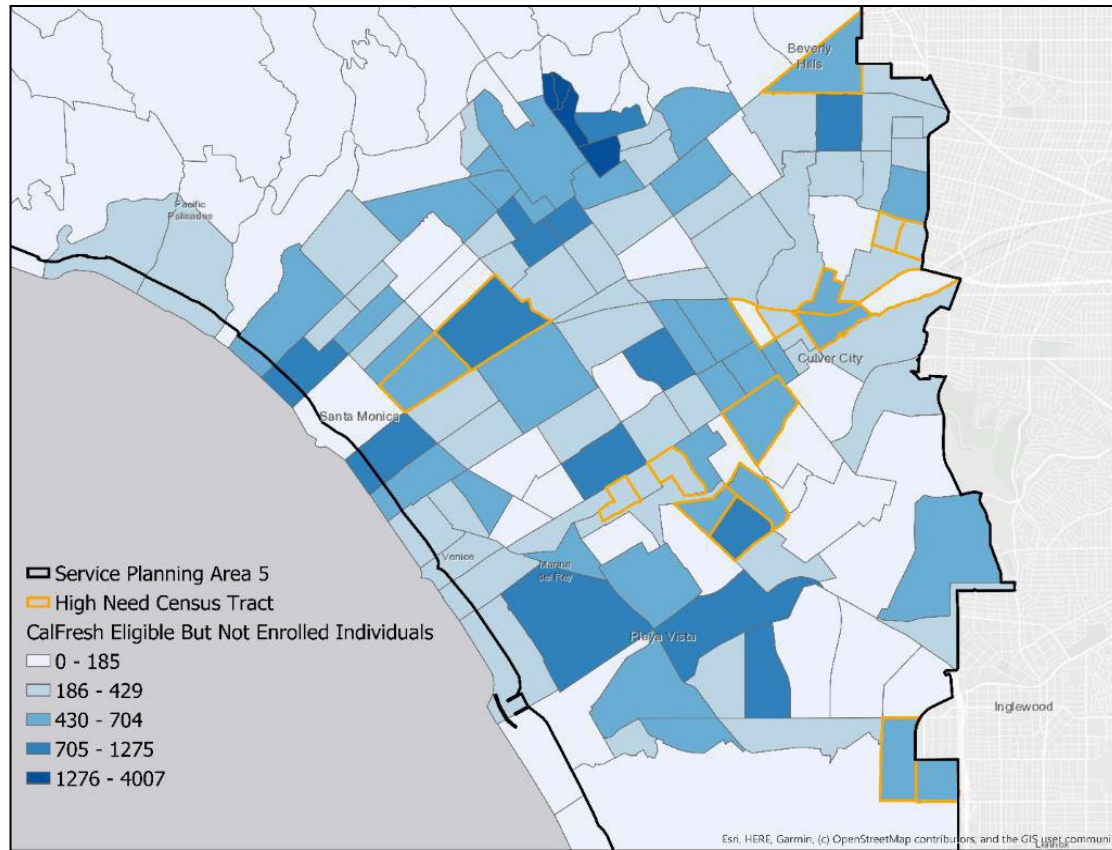 Beverly
Hills
Pacific
Palisades
Culver City
Santa Monica
Venice
Marina
del Rey
Playa Vista
Inglewood
Service Planning Area 5
High Need Census Tract
CalFresh Eligible But Not Enrolled Individuals
0 - 185
186 - 429
430 - 704
705 - 1275
1276 - 4007
Esri, HERE, Garmin, (c) OpenStreetMap contributors, and the GIS user communi
Lennox